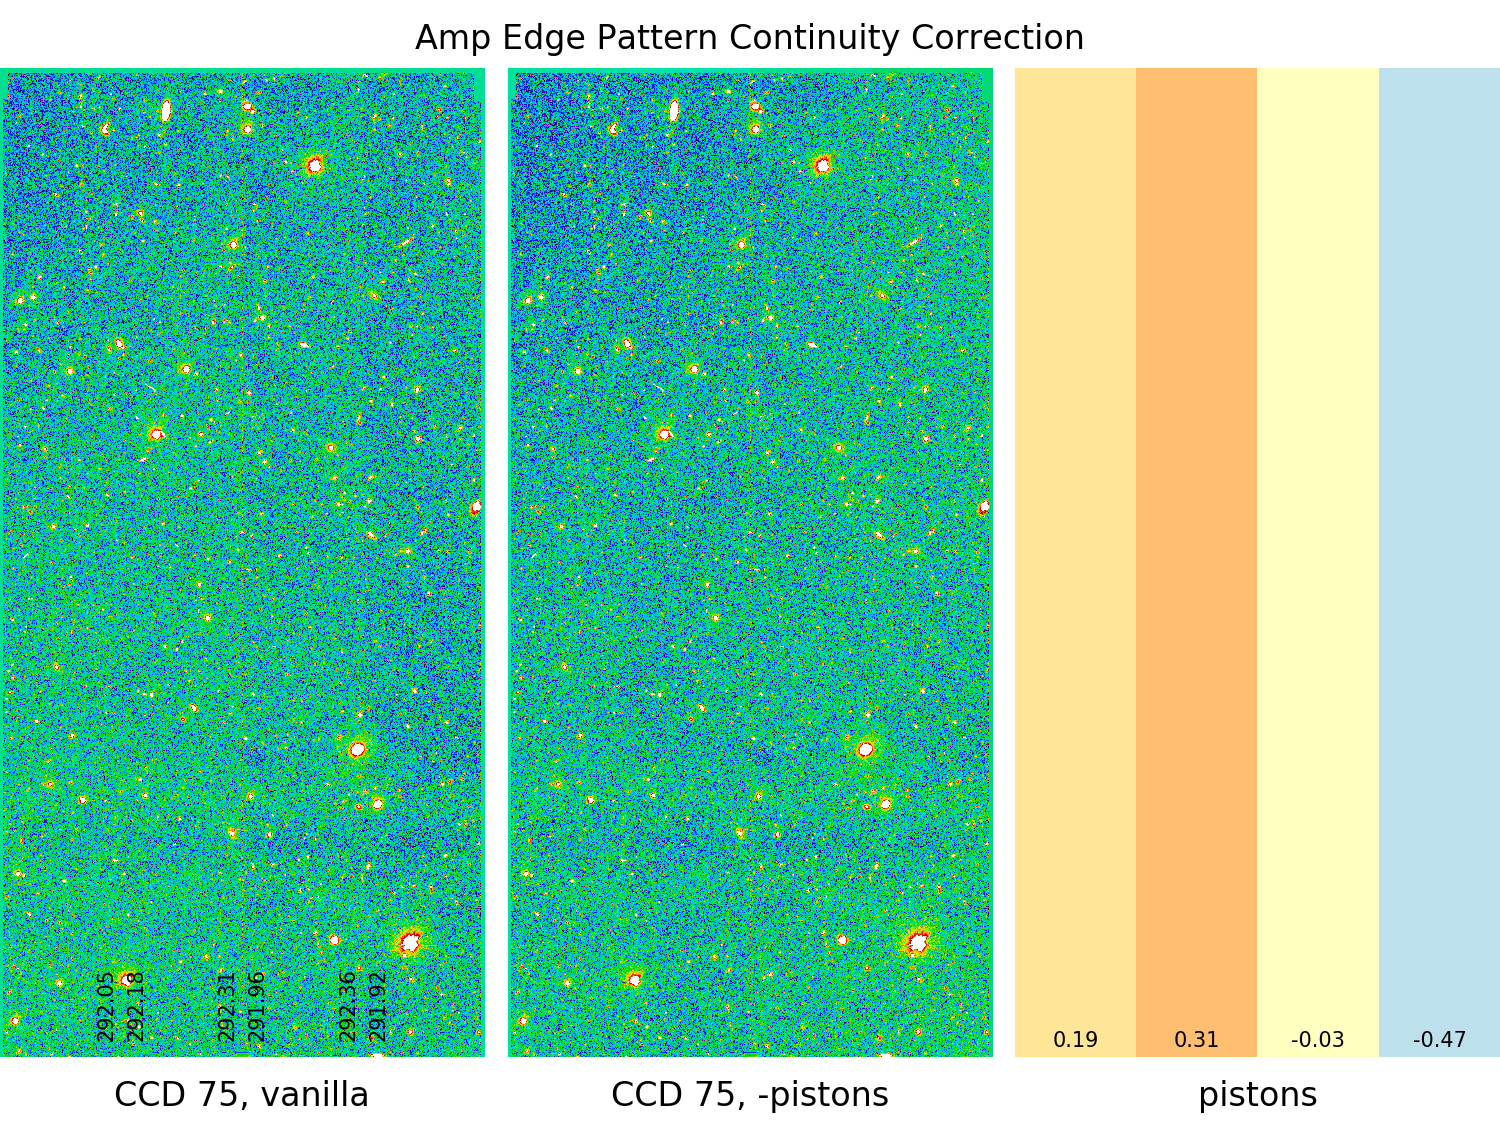 Amp Edge Pattern Continuity Correction
292.05
292.18
292.31
291.96
292.36
291.92
0.19
0.31
-0.03
-0.47
CCD 75, vanilla
CCD 75, -pistons
pistons